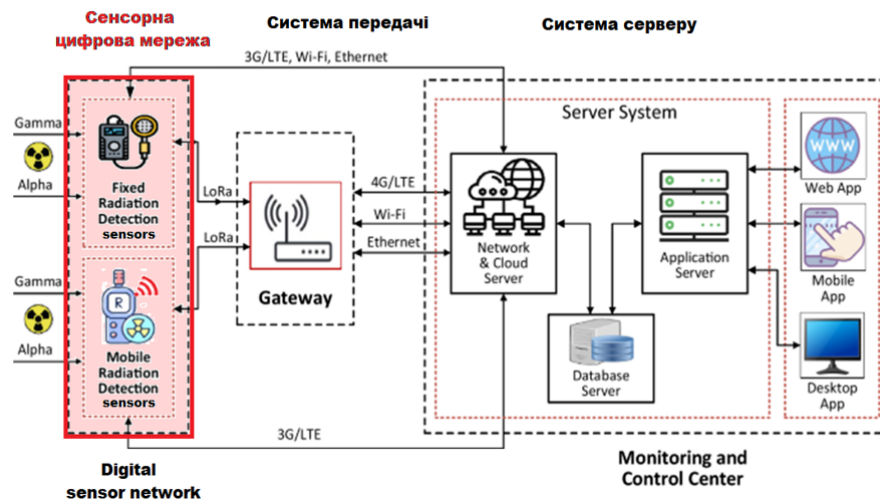 Сенсорна
цифрова мережа
Система передачі
Система серверу
3G/LTE, Wi-Fi, Ethernet
Server System
Gamma
Alpha
Fixed
Radiation
Detection
sensors
LoRa
LoRa
Gateway
4G/LTE
Wi-Fi
Ethernet
Network
& Cloud
Server
Application
Server
Database
Server
WWW
Web App
Mobile
App
Desktop
App
Gamma
Alpha
R
Mobile
Radiation
Detection
sensors
3G/LTE
Digital
sensor network
Monitoring and
Control Center